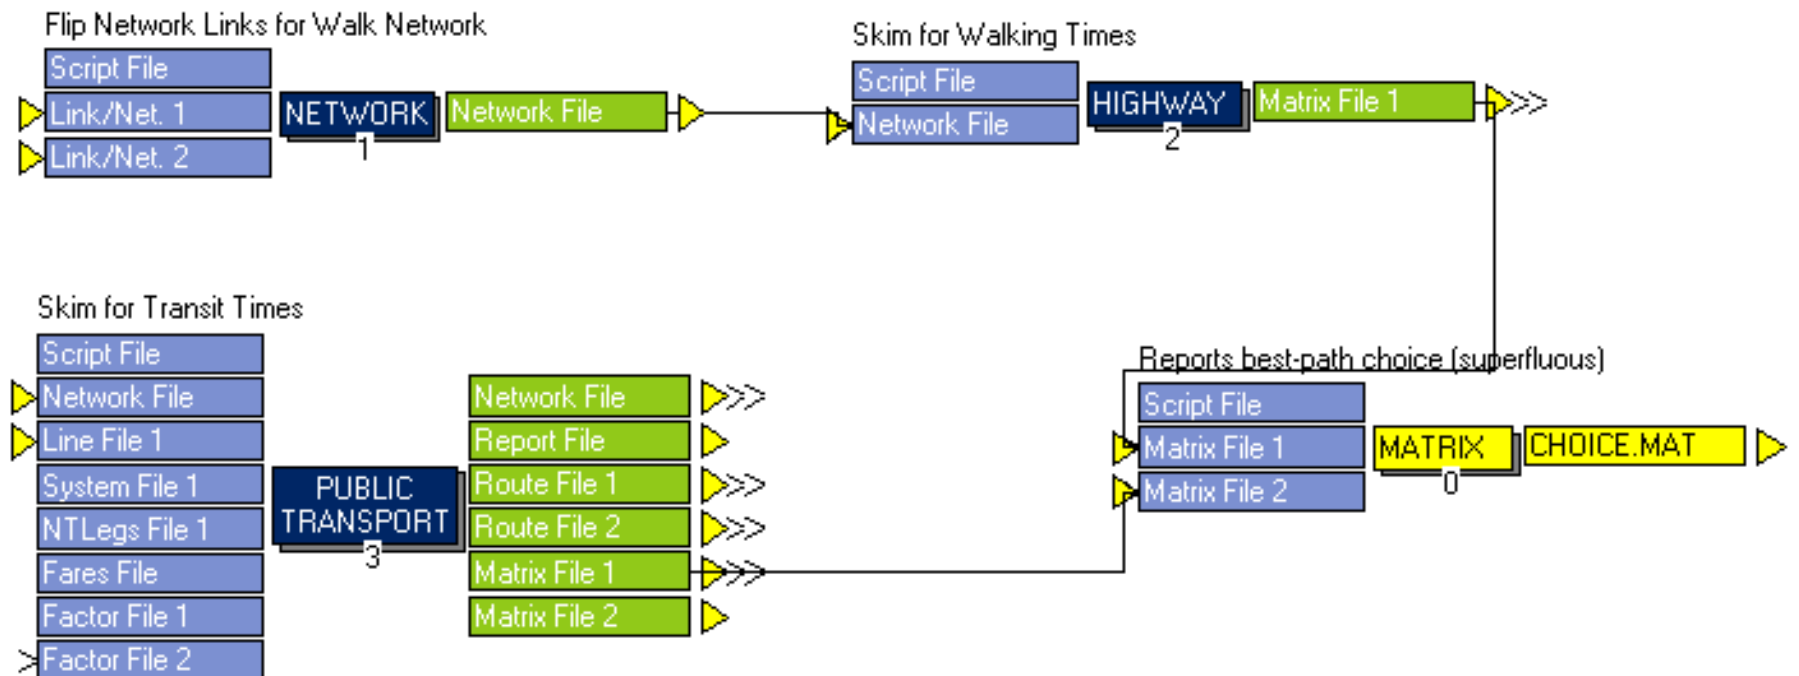 Flip Network Links for Walk Network
Script File
Link/Net. 1
Link/Net. 2
NETWORK
1
Network File
Skim for Walking Times
Script File
Network File
HIGHWAY
2
Matrix File 1
Skim for Transit Times
Script File
Network File
Line File 1
System File 1
NTLegs File 1
Fares File
Factor File 1
Factor File 2
PUBLIC
TRANSPORT
3
Network File
Report File
Route File 1
Route File 2
Matrix File 1
Matrix File 2
Reports best-path choice (superfluous)
Script File
Matrix File 1
Matrix File 2
MATRIX
0
CHOICE.MAT